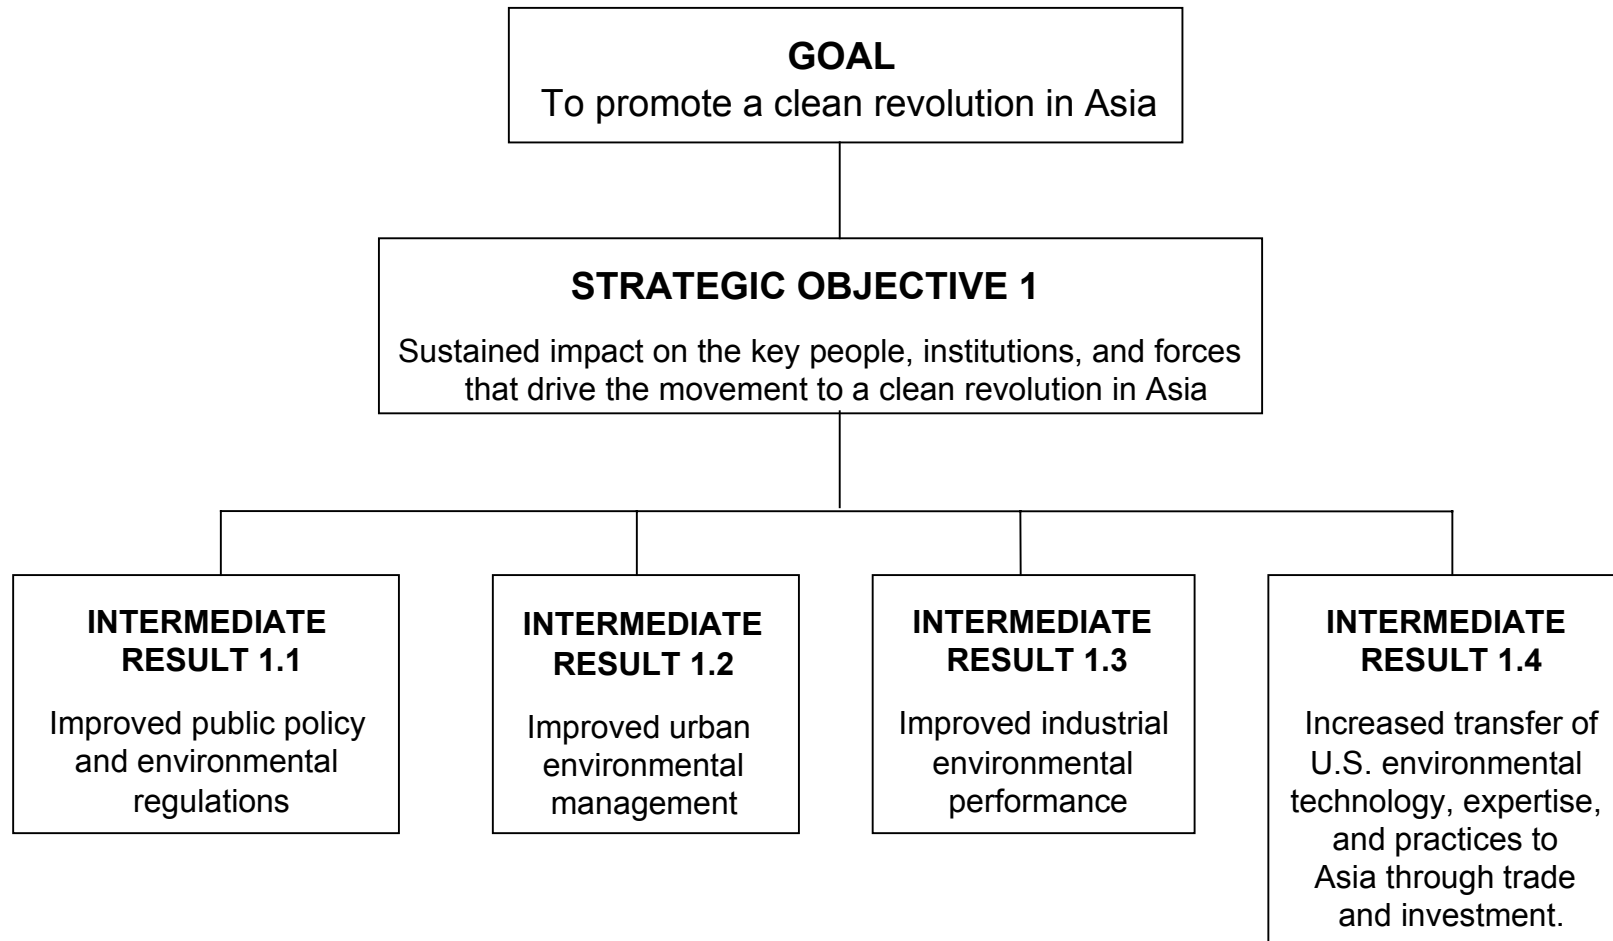 GOAL
To promote a clean revolution in Asia
STRATEGIC OBJECTIVE 1
Sustained impact on the key people, institutions, and forces
that drive the movement to a clean revolution in Asia
INTERMEDIATE
RESULT 1.1
Improved public policy
and environmental
regulations
INTERMEDIATE
RESULT 1.2
Improved urban
environmental
management
INTERMEDIATE
RESULT 1.3
Improved industrial
environmental
performance
INTERMEDIATE
RESULT 1.4
Increased transfer of
U.S. environmental
technology, expertise,
and practices to
Asia through trade
and investment.